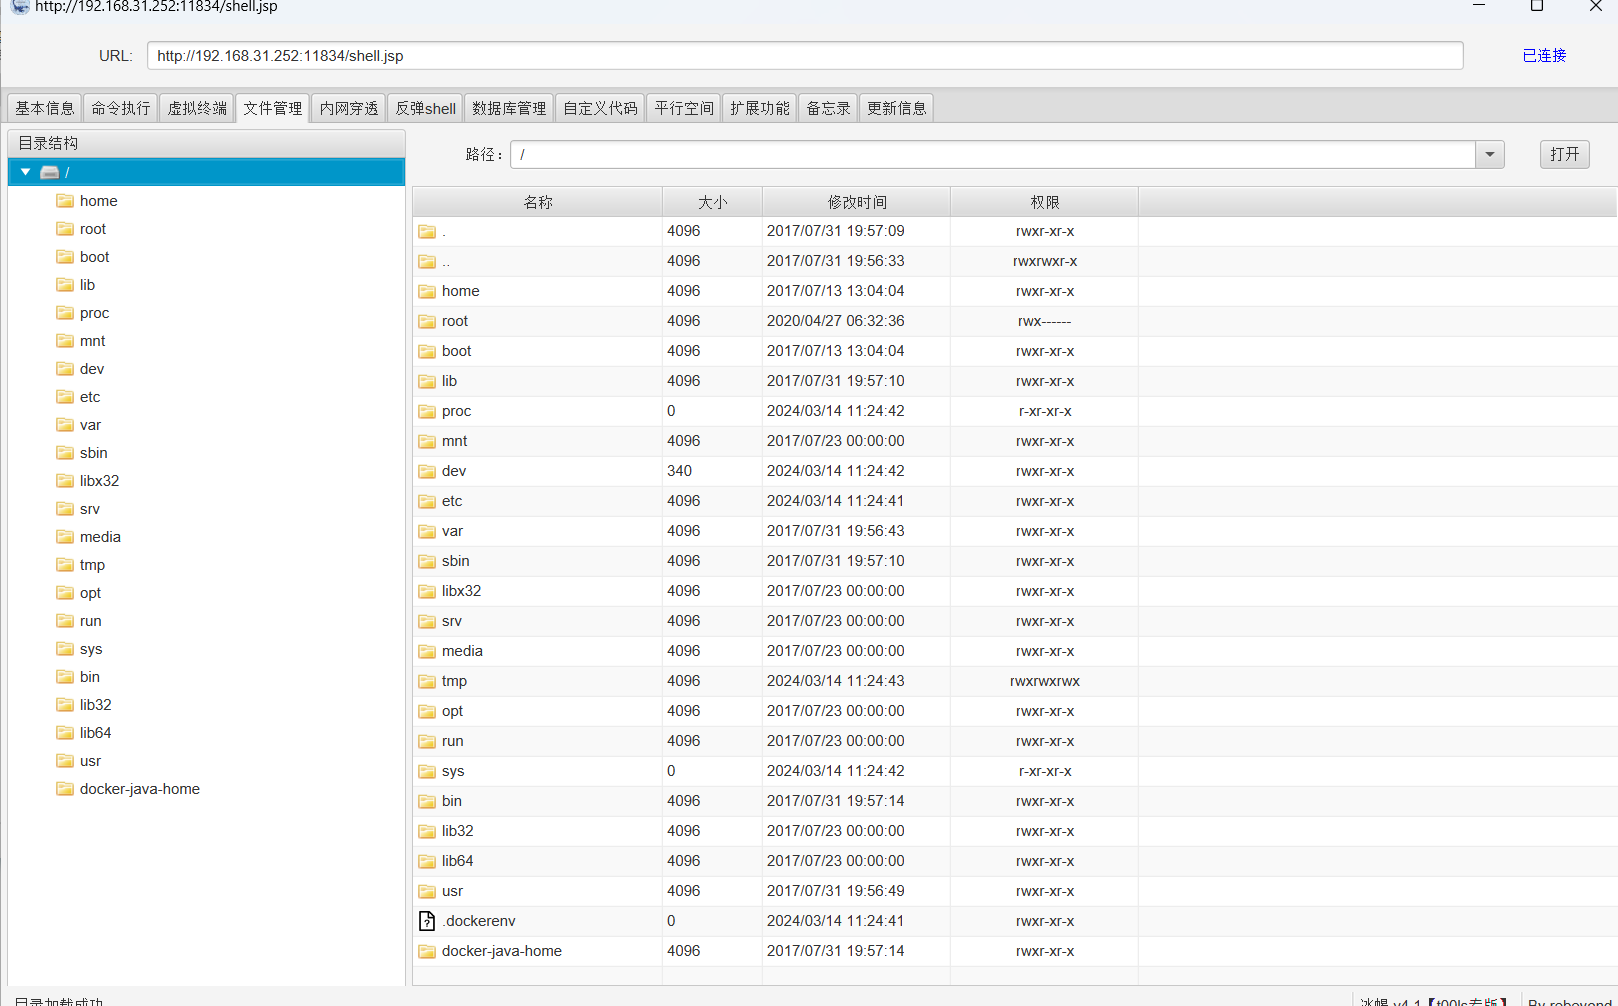 http://192.168.31.252:11834/shell.jsp
URL: http://192.168.31.252:11834/shell.jsp 已连接
基本信息 命令执行 虚拟终端 文件管理 内网穿透 反弹shell 数据库管理 自定义代码 平行空间 扩展功能 备忘录 更新信息
目录结构
/
home
root
boot
lib
proc
mnt
dev
etc
var
sbin
libx32
srv
media
tmp
opt
run
sys
bin
lib32
lib64
usr
docker-java-home
路径： / 打开
名称 大小 修改时间 权限
. 4096 2017/07/31 19:57:09 rwxr-xr-x
.. 4096 2017/07/31 19:56:33 rwxrwxr-x
home 4096 2017/07/13 13:04:04 rwxr-xr-x
root 4096 2020/04/27 06:32:36 rwx------
boot 4096 2017/07/13 13:04:04 rwxr-xr-x
lib 4096 2017/07/31 19:57:10 rwxr-xr-x
proc 0 2024/03/14 11:24:42 r-xr-xr-x
mnt 4096 2017/07/23 00:00:00 rwxr-xr-x
dev 340 2024/03/14 11:24:42 rwxr-xr-x
etc 4096 2024/03/14 11:24:41 rwxr-xr-x
var 4096 2017/07/31 19:56:43 rwxr-xr-x
sbin 4096 2017/07/31 19:57:10 rwxr-xr-x
libx32 4096 2017/07/23 00:00:00 rwxr-xr-x
srv 4096 2017/07/23 00:00:00 rwxr-xr-x
media 4096 2017/07/23 00:00:00 rwxr-xr-x
tmp 4096 2024/03/14 11:24:43 rwxrwxrwx
opt 4096 2017/07/23 00:00:00 rwxr-xr-x
run 4096 2017/07/23 00:00:00 rwxr-xr-x
sys 0 2024/03/14 11:24:42 r-xr-xr-x
bin 4096 2017/07/31 19:57:14 rwxr-xr-x
lib32 4096 2017/07/23 00:00:00 rwxr-xr-x
lib64 4096 2017/07/23 00:00:00 rwxr-xr-x
usr 4096 2017/07/31 19:56:49 rwxr-xr-x
.dockerenv 0 2024/03/14 11:24:41 rwxr-xr-x
docker-java-home 4096 2017/07/31 19:57:14 rwxr-xr-x
目录加载成功 冰蝎 v4.1【t00ls专版】 By rebeyond